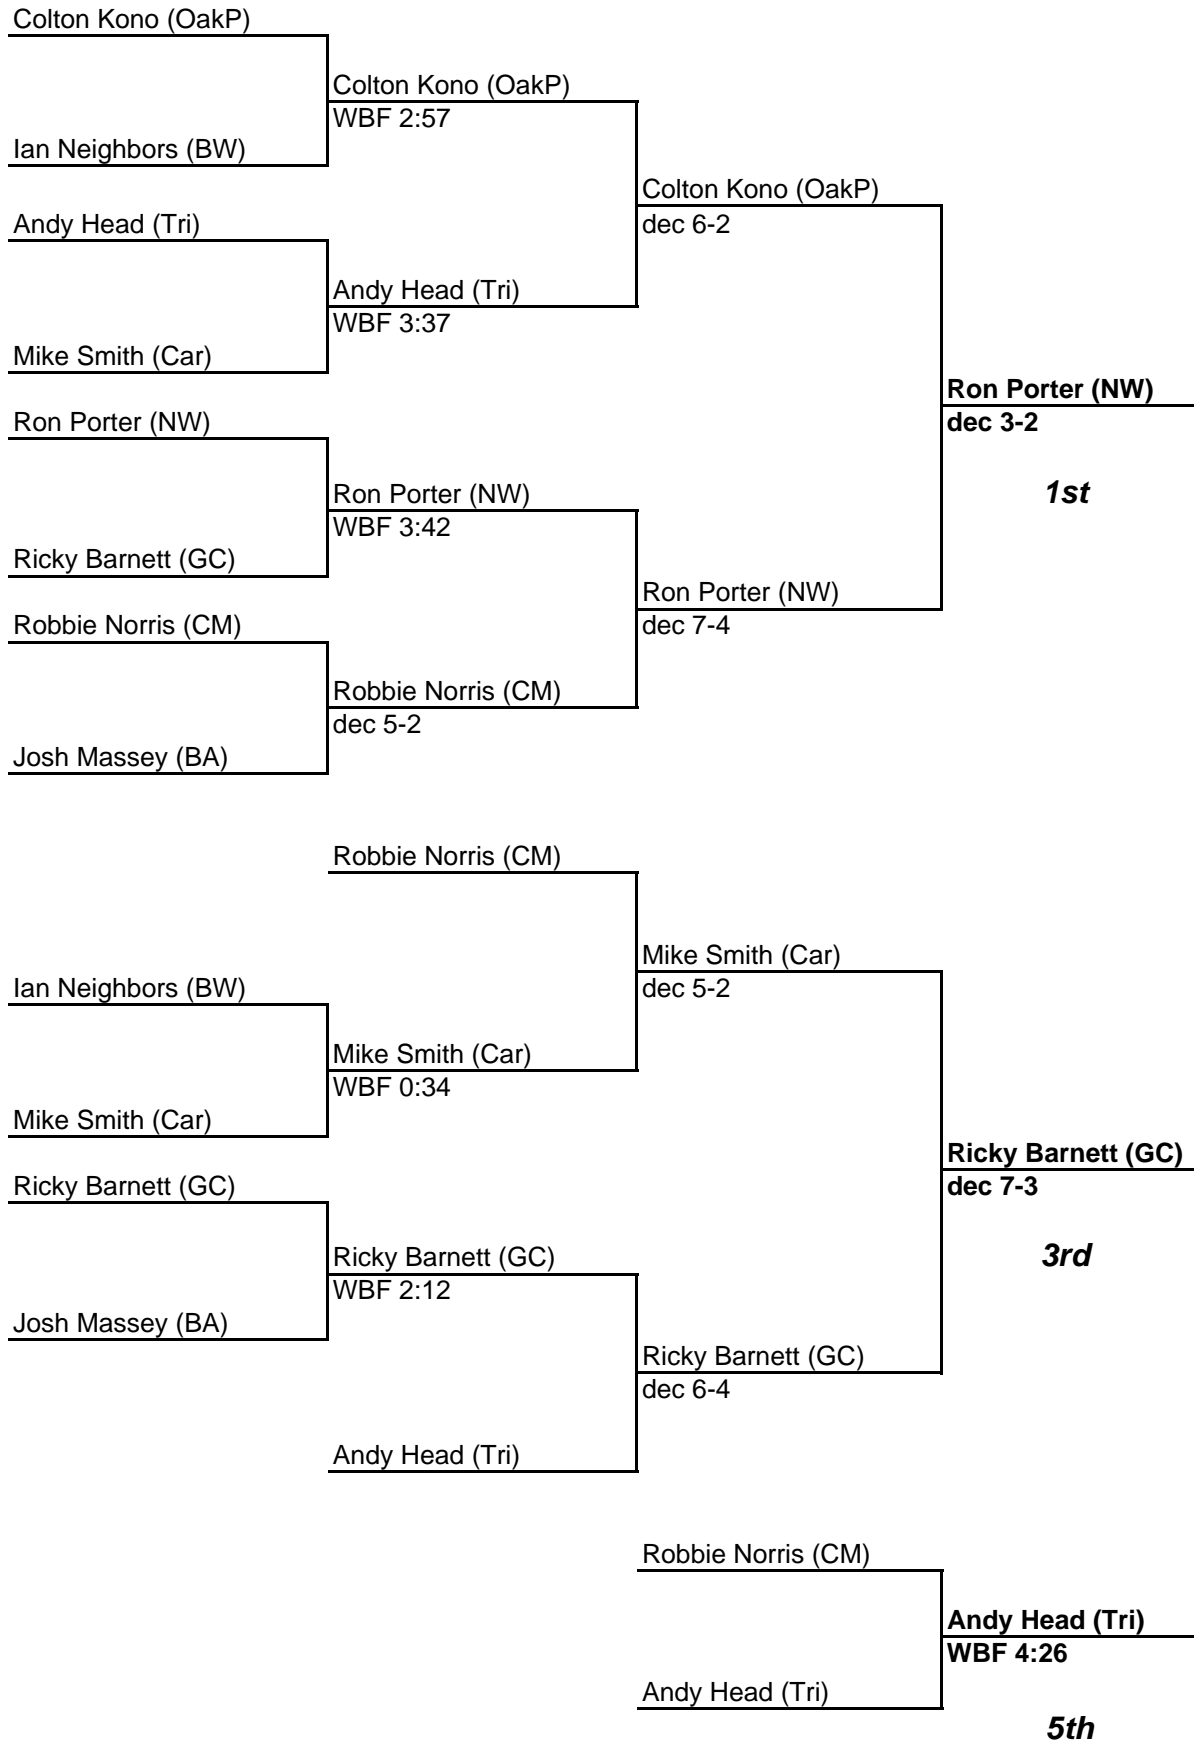 Colton Kono (OakP)
Colton Kono (OakP)
WBF 2:57
Ian Neighbors (BW)
Colton Kono (OakP)
dec 6-2
Andy Head (Tri)
Andy Head (Tri)
WBF 3:37
Mike Smith (Car)
Ron Porter (NW)
dec 3-2
1st
Ron Porter (NW)
Ron Porter (NW)
WBF 3:42
Ricky Barnett (GC)
Ron Porter (NW)
dec 7-4
Robbie Norris (CM)
Robbie Norris (CM)
dec 5-2
Josh Massey (BA)
Robbie Norris (CM)
Mike Smith (Car)
dec 5-2
Ian Neighbors (BW)
Mike Smith (Car)
WBF 0:34
Mike Smith (Car)
Ricky Barnett (GC)
dec 7-3
3rd
Ricky Barnett (GC)
Ricky Barnett (GC)
WBF 2:12
Josh Massey (BA)
Ricky Barnett (GC)
dec 6-4
Andy Head (Tri)
Robbie Norris (CM)
Andy Head (Tri)
WBF 4:26
Andy Head (Tri)
5th